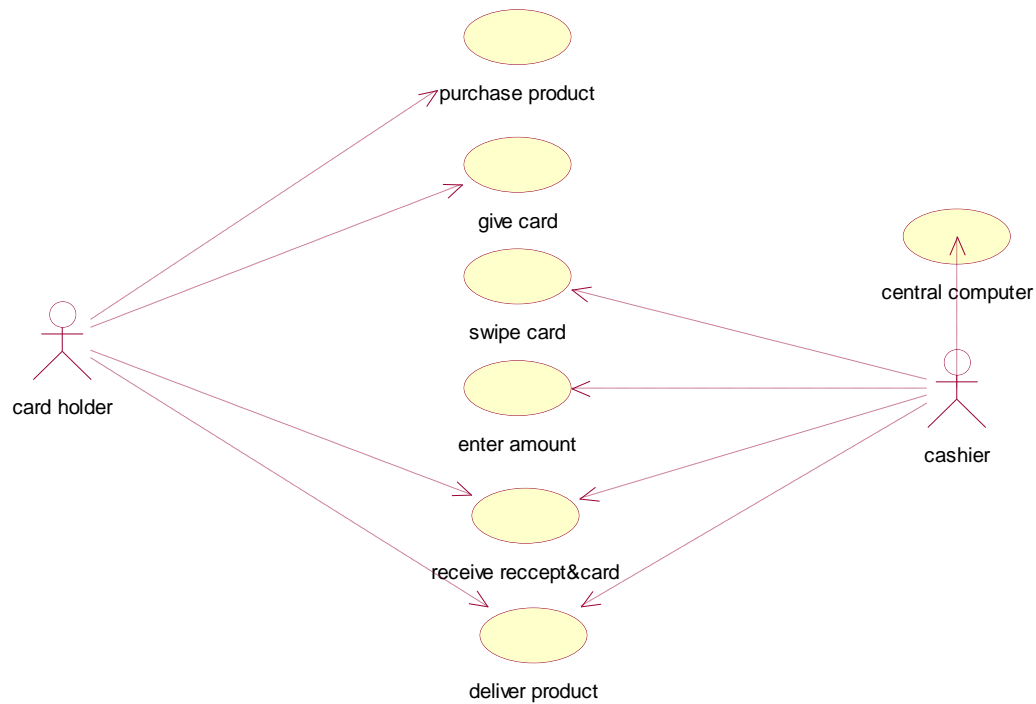 purchase product
give card
central computer
swipe card
card holder
enter amount
cashier
receive reccept&card
deliver product